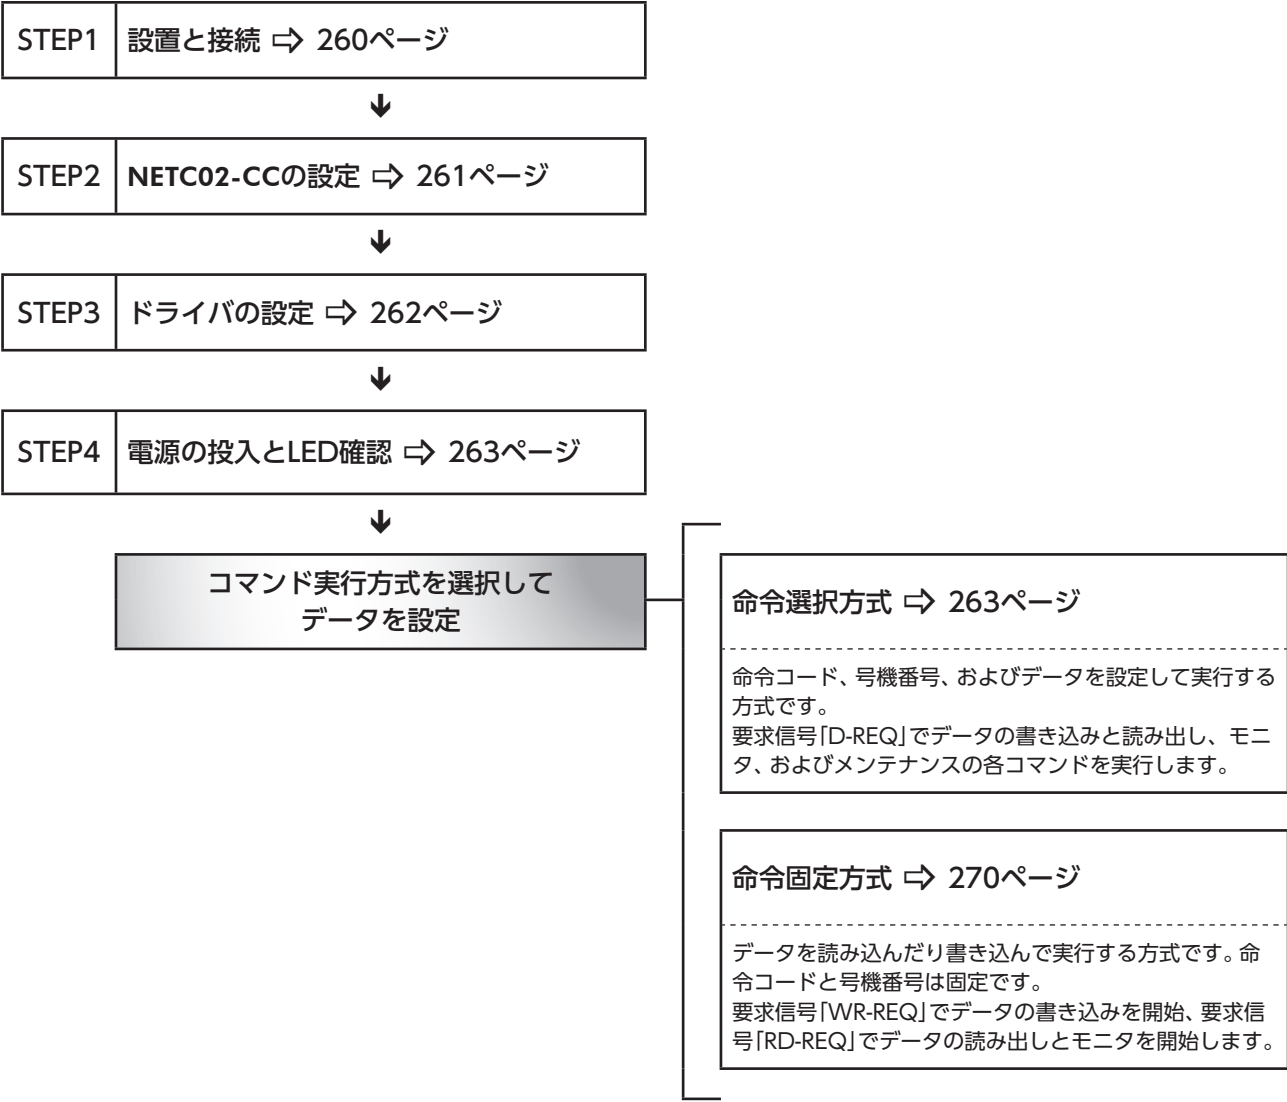 STEP1 設置と接続 ⇨ 260ページ
STEP2 NETC02-CCの設定 ⇨ 261ページ
STEP3 ドライバの設定 ⇨ 262ページ
STEP4 電源の投入とLED確認 ⇨ 263ページ
コマンド実行方式を選択して
データを設定
命令選択方式 ⇨ 263ページ
命令コード、号機番号、およびデータを設定して実行する
方式です。
要求信号「D-REQ」でデータの書き込みと読み出し、モニ
タ、およびメンテナンスの各コマンドを実行します。
命令固定方式 ⇨ 270ページ
データを読み込んだり書き込んで実行する方式です。命
令コードと号機番号は固定です。
要求信号「WR-REQ」でデータの書き込みを開始、要求信
号「RD-REQ」でデータの読み出しとモニタを開始します。